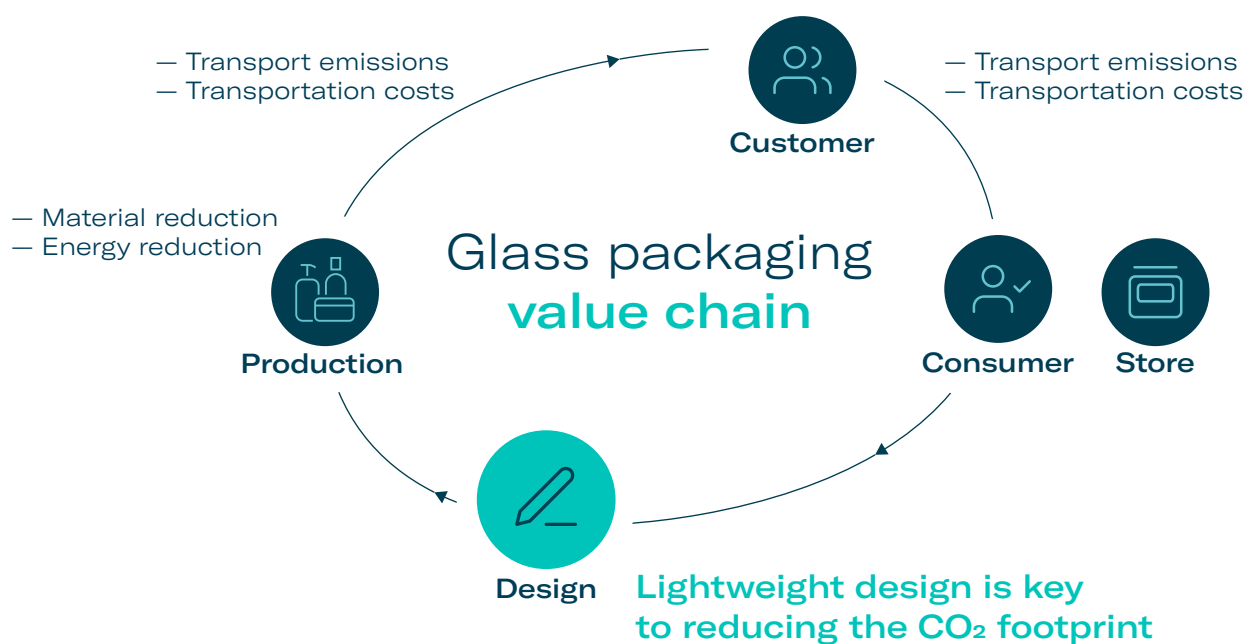 — Transport emissions
— Transportation costs
— Transport emissions
— Transportation costs
Customer
— Material reduction
— Energy reduction
Glass packaging
value chain
Production
Consumer
Store
Design
Lightweight design is key
to reducing the CO₂ footprint